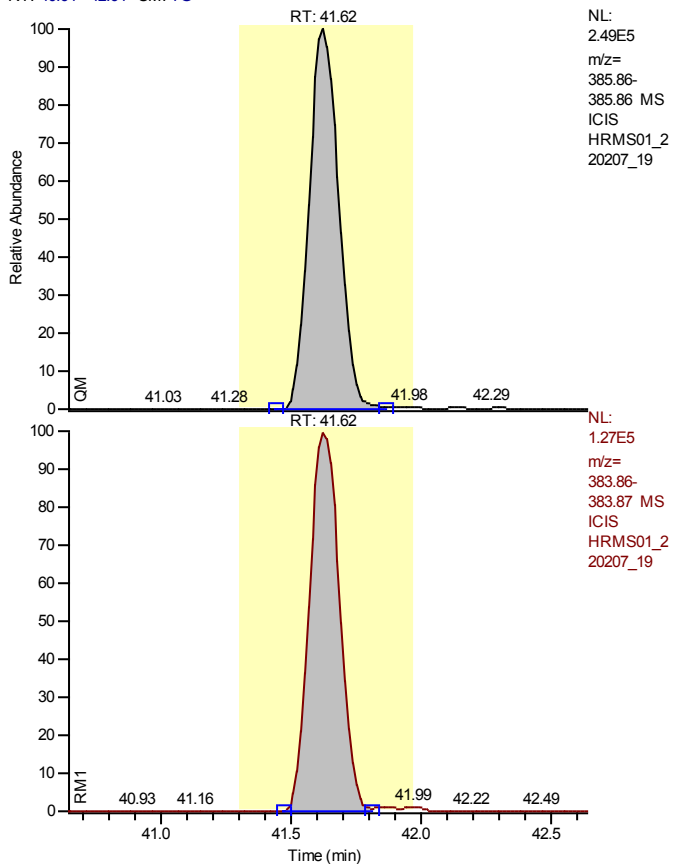 RT: 41.62
NL:
2.49E5
m/z=
385.86-
385.86 MS
ICIS
HRMS01_2
20207_19
100
90
80
70
60
50
40
30
20
10
0
Relative Abundance
QM
41.03
41.28
41.98
42.29
RT: 41.62
NL:
1.27E5
m/z=
383.86-
383.87 MS
ICIS
HRMS01_2
20207_19
100
90
80
70
60
50
40
30
20
10
0
RM1
40.93
41.16
41.99
42.22
42.49
41.0
41.5
42.0
42.5
Time (min)